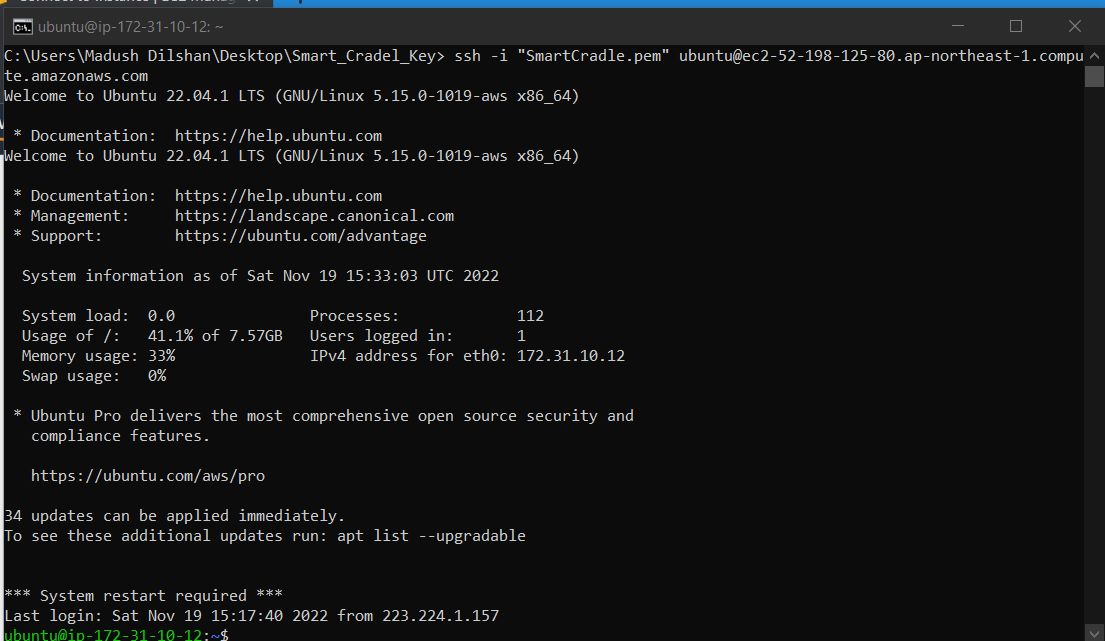 ubuntu@ip-172-31-10-12: ~
C:\Users\Madush Dilshan\Desktop\Smart_Cradel_Key> ssh -i "SmartCradle.pem" ubuntu@ec2-52-198-125-80.ap-northeast-1.compu
te.amazonaws.com
Welcome to Ubuntu 22.04.1 LTS (GNU/Linux 5.15.0-1019-aws x86_64)
* Documentation:  https://help.ubuntu.com
Welcome to Ubuntu 22.04.1 LTS (GNU/Linux 5.15.0-1019-aws x86_64)
* Documentation:  https://help.ubuntu.com
* Management:     https://landscape.canonical.com
* Support:        https://ubuntu.com/advantage
System information as of Sat Nov 19 15:33:03 UTC 2022
System load:  0.0               Processes:             112
Usage of /:   41.1% of 7.57GB   Users logged in:       1
Memory usage: 33%               IPv4 address for eth0: 172.31.10.12
Swap usage:   0%
* Ubuntu Pro delivers the most comprehensive open source security and
compliance features.
https://ubuntu.com/aws/pro
34 updates can be applied immediately.
To see these additional updates run: apt list --upgradable
*** System restart required ***
Last login: Sat Nov 19 15:17:40 2022 from 223.224.1.157
ubuntu@ip-172-31-10-12:~$